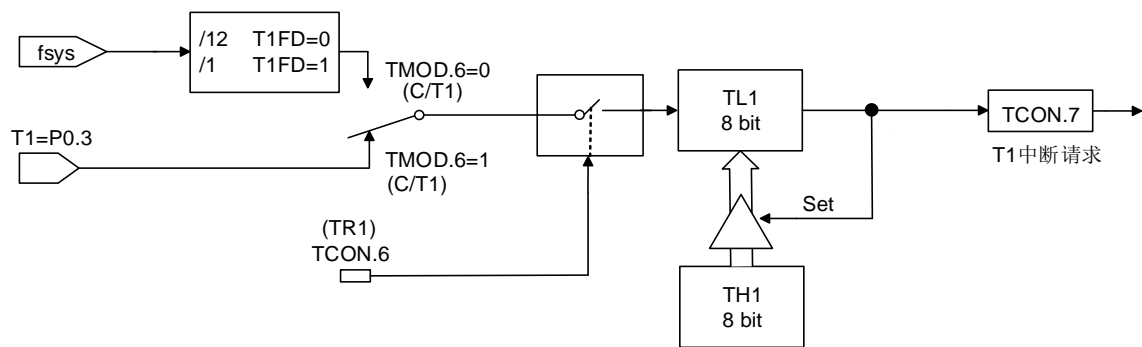 fsys
/12 T1FD=0
/1 T1FD=1
TMOD.6=0
(C/T1)
T1=P0.3
TMOD.6=1
(C/T1)
(TR1)
TCON.6
TL1
8 bit
TCON.7
T1中断请求
Set
TH1
8 bit